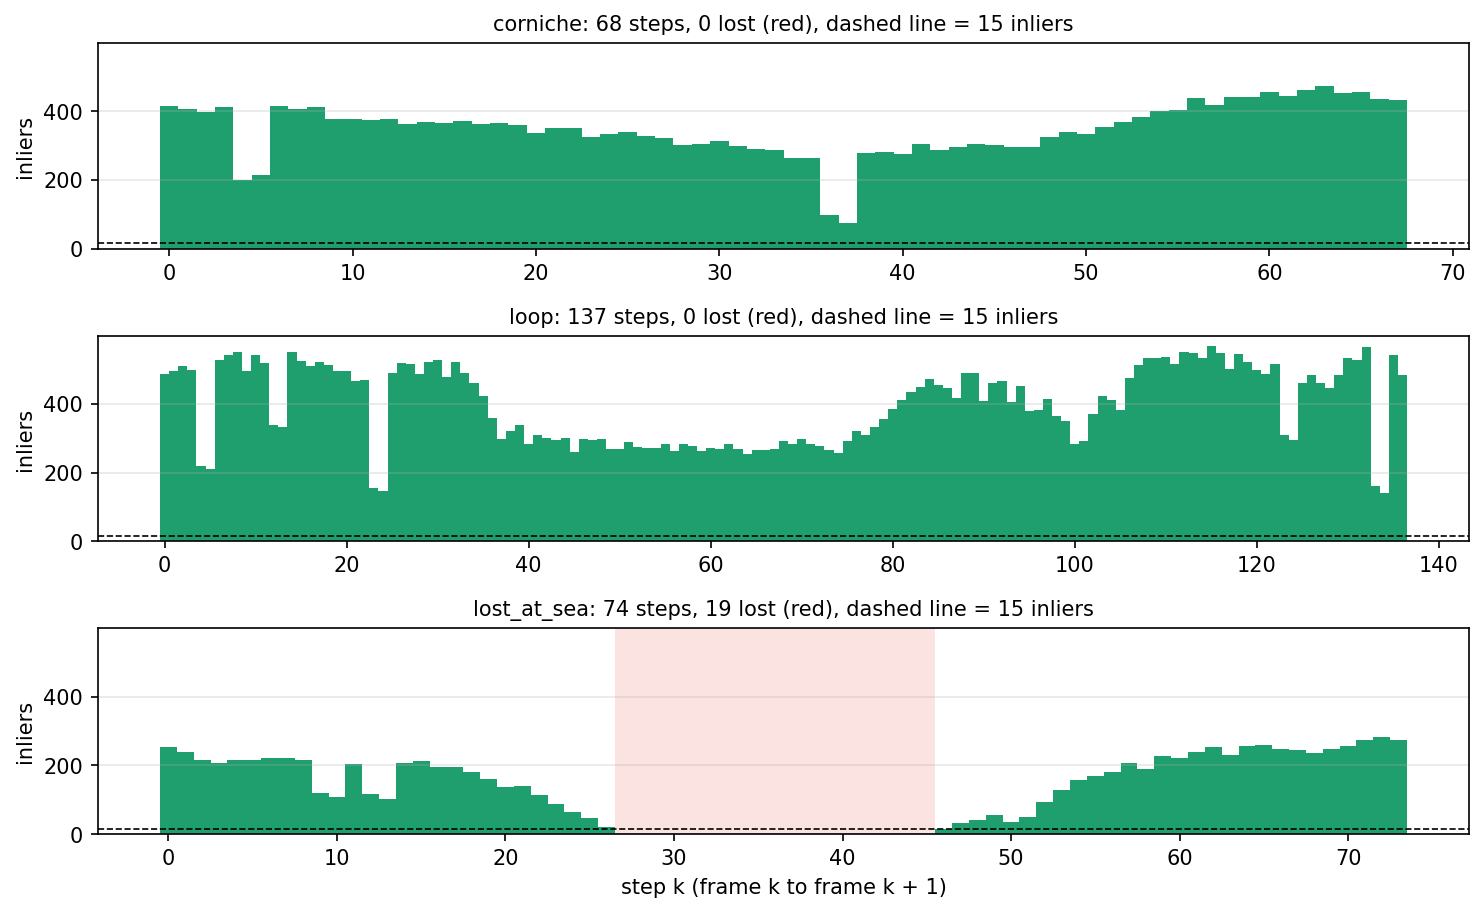 corniche: 68 steps, 0 lost (red), dashed line = 15 inliers
inliers
400
200
0
0 10 20 30 40 50 60 70
loop: 137 steps, 0 lost (red), dashed line = 15 inliers
inliers
400
200
0
0 20 40 60 80 100 120 140
lost_at_sea: 74 steps, 19 lost (red), dashed line = 15 inliers
inliers
400
200
0
0 10 20 30 40 50 60 70
step k (frame k to frame k + 1)